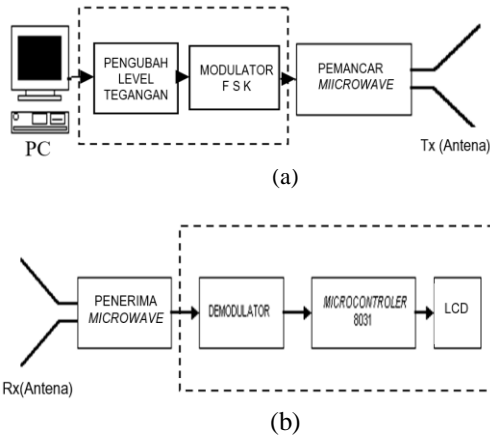 PENGUBAH
LEVEL
TEGANGAN
MODULATOR
F S K
PEMANCAR
MIICROWAVE
PC
Tx (Antena)
(a)
PENERIMA
MICROWAVE
DEMODULATOR
MICROCONTROLER
8031
LCD
Rx(Antena)
(b)